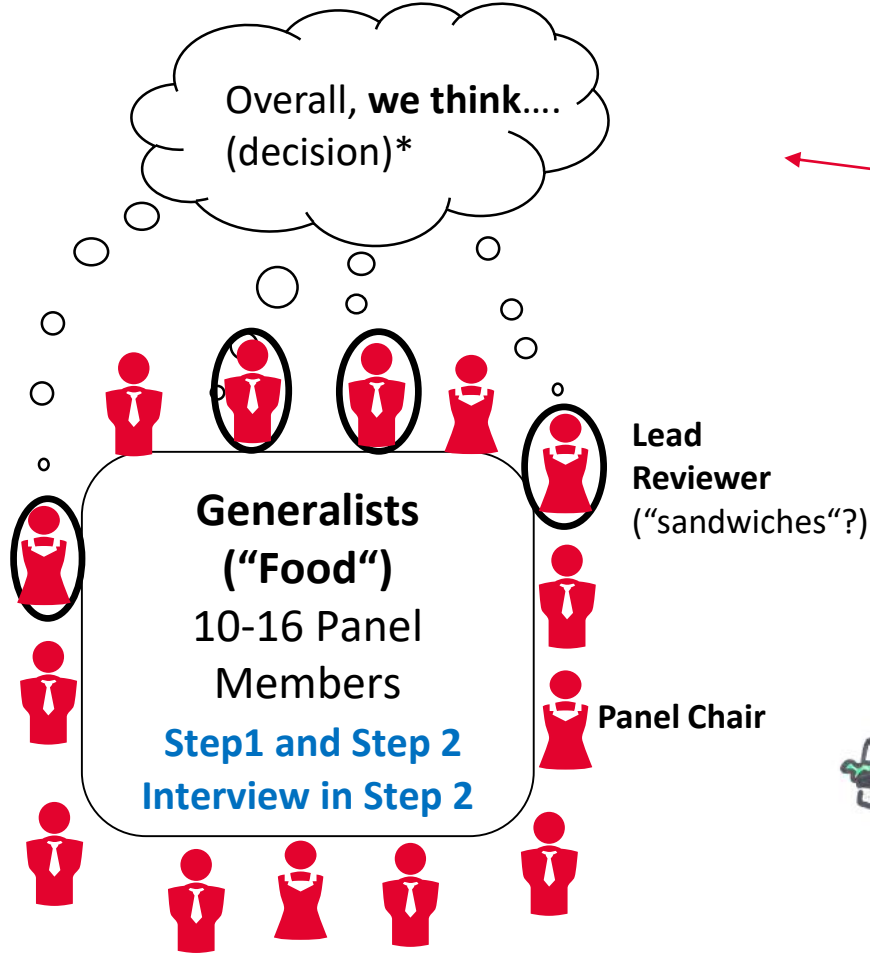 Overall, we think....
(decision)*
Lead
Reviewer
(“sandwiches“?)
Generalists
(“Food“)
10-16 Panel
Members
Step1 and Step 2
Interview in Step 2
Panel Chair